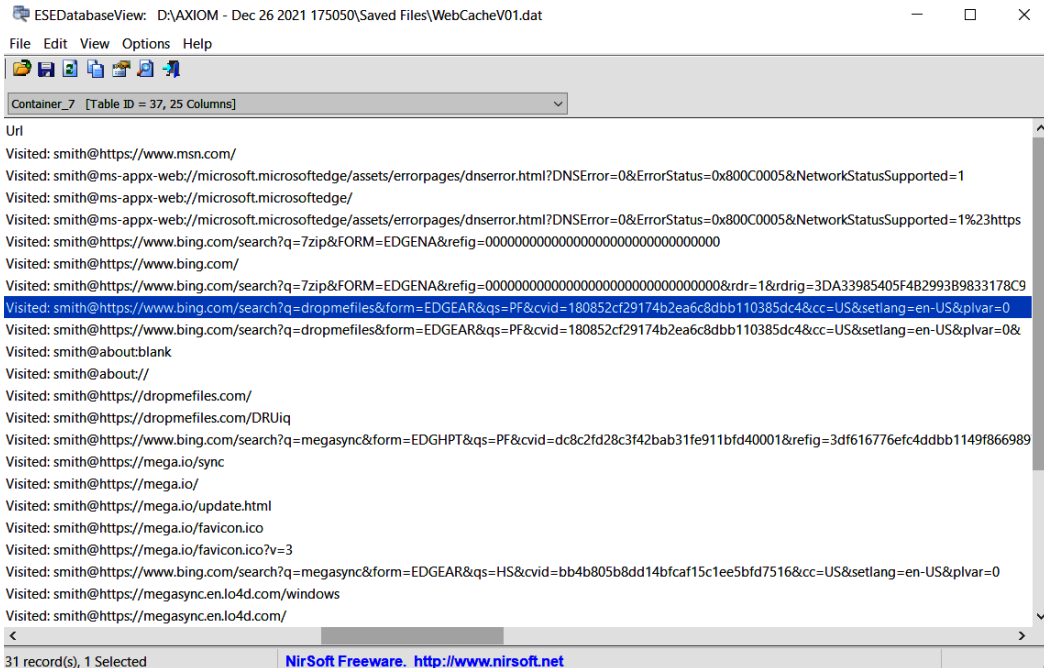 ESEDatabaseView: D:\AXIOM - Dec 26 2021 175050\Saved Files\WebCacheV01.dat
File Edit View Options Help
Container_7 [Table ID = 37, 25 Columns]
Url
Visited: smith@https://www.msn.com/
Visited: smith@ms-appx-web://microsoft.microsoftedge/assets/errorpages/dnserror.html?DNSError=0&ErrorStatus=0x800C0005&NetworkStatusSupported=1
Visited: smith@ms-appx-web://microsoft.microsoftedge/
Visited: smith@ms-appx-web://microsoft.microsoftedge/assets/errorpages/dnserror.html?DNSError=0&ErrorStatus=0x800C0005&NetworkStatusSupported=1%23https
Visited: smith@https://www.bing.com/search?q=7zip&FORM=EDGENA&refig=00000000000000000000000000000000
Visited: smith@https://www.bing.com/
Visited: smith@https://www.bing.com/search?q=7zip&FORM=EDGENA&refig=00000000000000000000000000000000&rdr=1&rdrig=3DA33985405F4B2993B9833178C9
Visited: smith@https://www.bing.com/search?q=dropmefiles&form=EDGEAR&qs=PF&cvid=180852cf29174b2ea6c8dbb110385dc4&cc=US&setlang=en-US&plvar=0
Visited: smith@https://www.bing.com/search?q=dropmefiles&form=EDGEAR&qs=PF&cvid=180852cf29174b2ea6c8dbb110385dc4&cc=US&setlang=en-US&plvar=0&
Visited: smith@about:blank
Visited: smith@about://
Visited: smith@https://dropmefiles.com/
Visited: smith@https://dropmefiles.com/DRUiq
Visited: smith@https://www.bing.com/search?q=megasync&form=EDGHPT&qs=PF&cvid=dc8c2fd28c3f42bab31fe911bfd40001&refig=3df616776efc4ddbb1149f866989
Visited: smith@https://mega.io/sync
Visited: smith@https://mega.io/
Visited: smith@https://mega.io/update.html
Visited: smith@https://mega.io/favicon.ico
Visited: smith@https://mega.io/favicon.ico?v=3
Visited: smith@https://www.bing.com/search?q=megasync&form=EDGEAR&qs=HS&cvid=bb4b805b8dd14bfcaf15c1ee5bfd7516&cc=US&setlang=en-US&plvar=0
Visited: smith@https://megasync.en.lo4d.com/windows
Visited: smith@https://megasync.en.lo4d.com/
31 record(s), 1 Selected
NirSoft Freeware. http://www.nirsoft.net